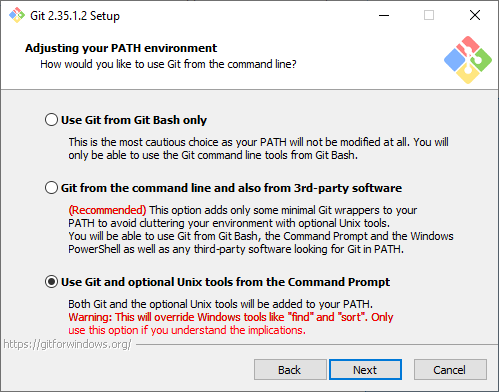 Git 2.35.1.2 Setup
Adjusting your PATH environment
How would you like to use Git from the command line?
Use Git from Git Bash only
This is the most cautious choice as your PATH will not be modified at all. You will
only be able to use the Git command line tools from Git Bash.
Git from the command line and also from 3rd-party software
(Recommended) This option adds only some minimal Git wrappers to your
PATH to avoid cluttering your environment with optional Unix tools.
You will be able to use Git from Git Bash, the Command Prompt and the Windows
PowerShell as well as any third-party software looking for Git in PATH.
Use Git and optional Unix tools from the Command Prompt
Both Git and the optional Unix tools will be added to your PATH.
Warning: This will override Windows tools like "find" and "sort". Only
use this option if you understand the implications.
https://gitforwindows.org/
Back
Next
Cancel